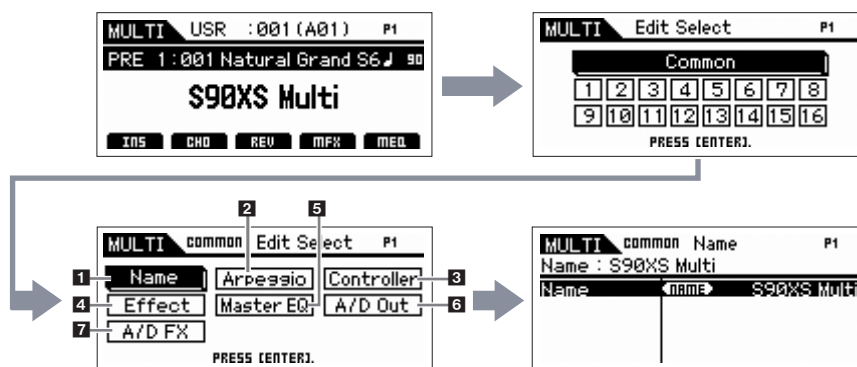 MULTI USR :001(A01) P1
PRE 1:001 Natural Grand S6 ♩ 90
S90XS Multi
INS CHO REV MFX MEQ
MULTI Edit Select P1
Common
1 2 3 4 5 6 7 8
9 10 11 12 13 14 15 16
PRESS [ENTER].
2 5
MULTI common Edit Select P1
1 Name Arpeggio Controller 3
4 Effect Master EQ A/D Out 6
7 A/D FX
PRESS [ENTER].
MULTI common Name P1
Name : S90XS Multi
Name NAME S90XS Multi